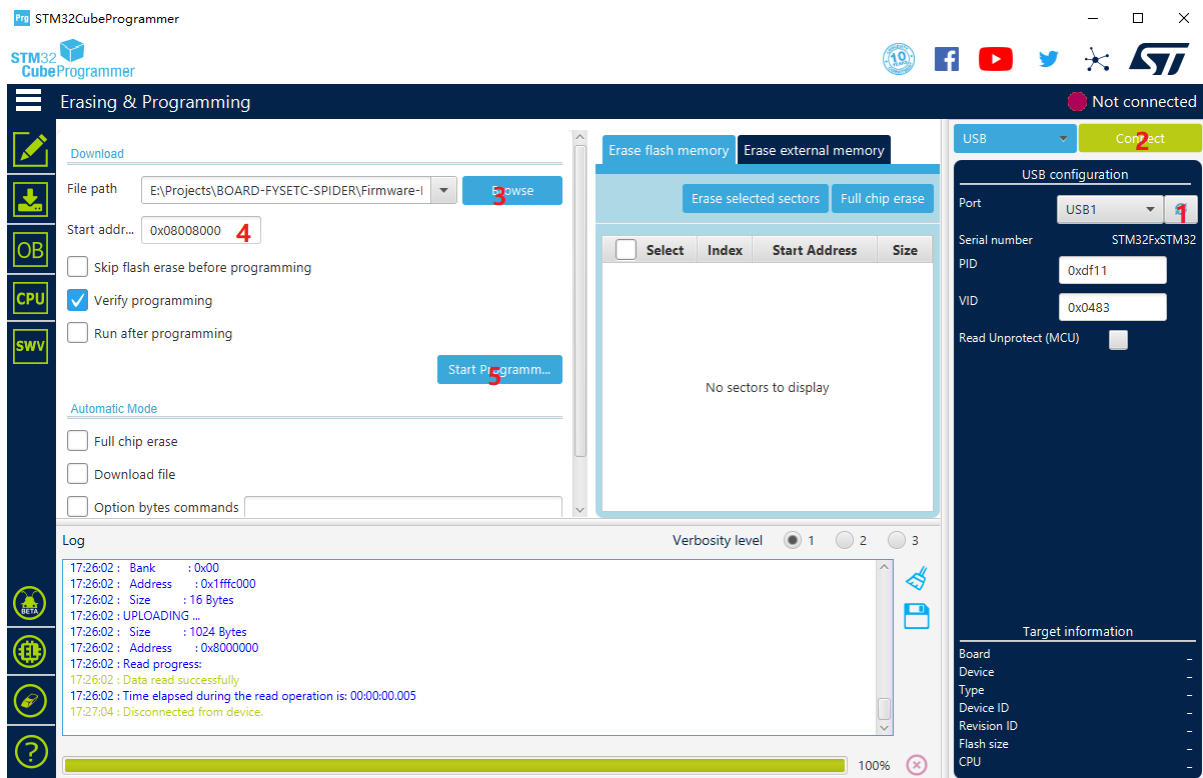 Prg STM32CubeProgrammer
STM32
CubeProgrammer
10 YEARS
Erasing & Programming
Not connected
Download
File path
E:\Projects\BOARD-FYSETC-SPIDER\Firmware-I
Browse
3
Start addr...
0x08008000
4
Skip flash erase before programming
Verify programming
Run after programming
Start Programm...
5
Automatic Mode
Full chip erase
Download file
Option bytes commands
OB
CPU
SWV
BETA
EL
?
Erase flash memory
Erase external memory
Erase selected sectors
Full chip erase
Select Index Start Address Size
No sectors to display
USB
Connect
2
USB configuration
Port
USB1
1
Serial number
STM32FxSTM32
PID
0xdf11
VID
0x0483
Read Unprotect (MCU)
Log
Verbosity level 1 2 3
17:26:02 : Bank : 0x00
17:26:02 : Address : 0x1fffc000
17:26:02 : Size : 16 Bytes
17:26:02 : UPLOADING ...
17:26:02 : Size : 1024 Bytes
17:26:02 : Address : 0x8000000
17:26:02 : Read progress:
17:26:02 : Data read successfully
17:26:02 : Time elapsed during the read operation is: 00:00:00.005
17:27:04 : Disconnected from device.
100%
Target information
Board _
Device _
Type _
Device ID _
Revision ID _
Flash size _
CPU _